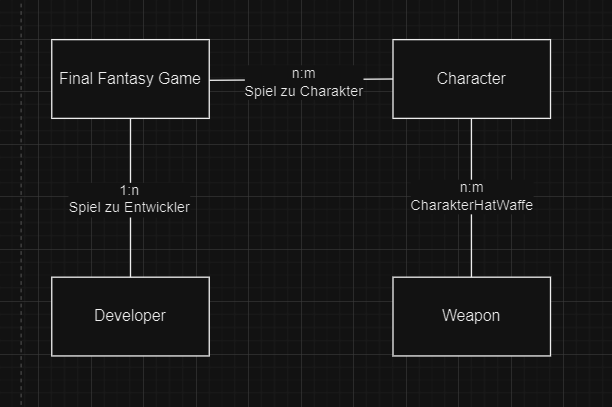 Final Fantasy Game
n:m
Spiel zu Charakter
Character
1:n
Spiel zu Entwickler
n:m
CharakterHatWaffe
Developer
Weapon